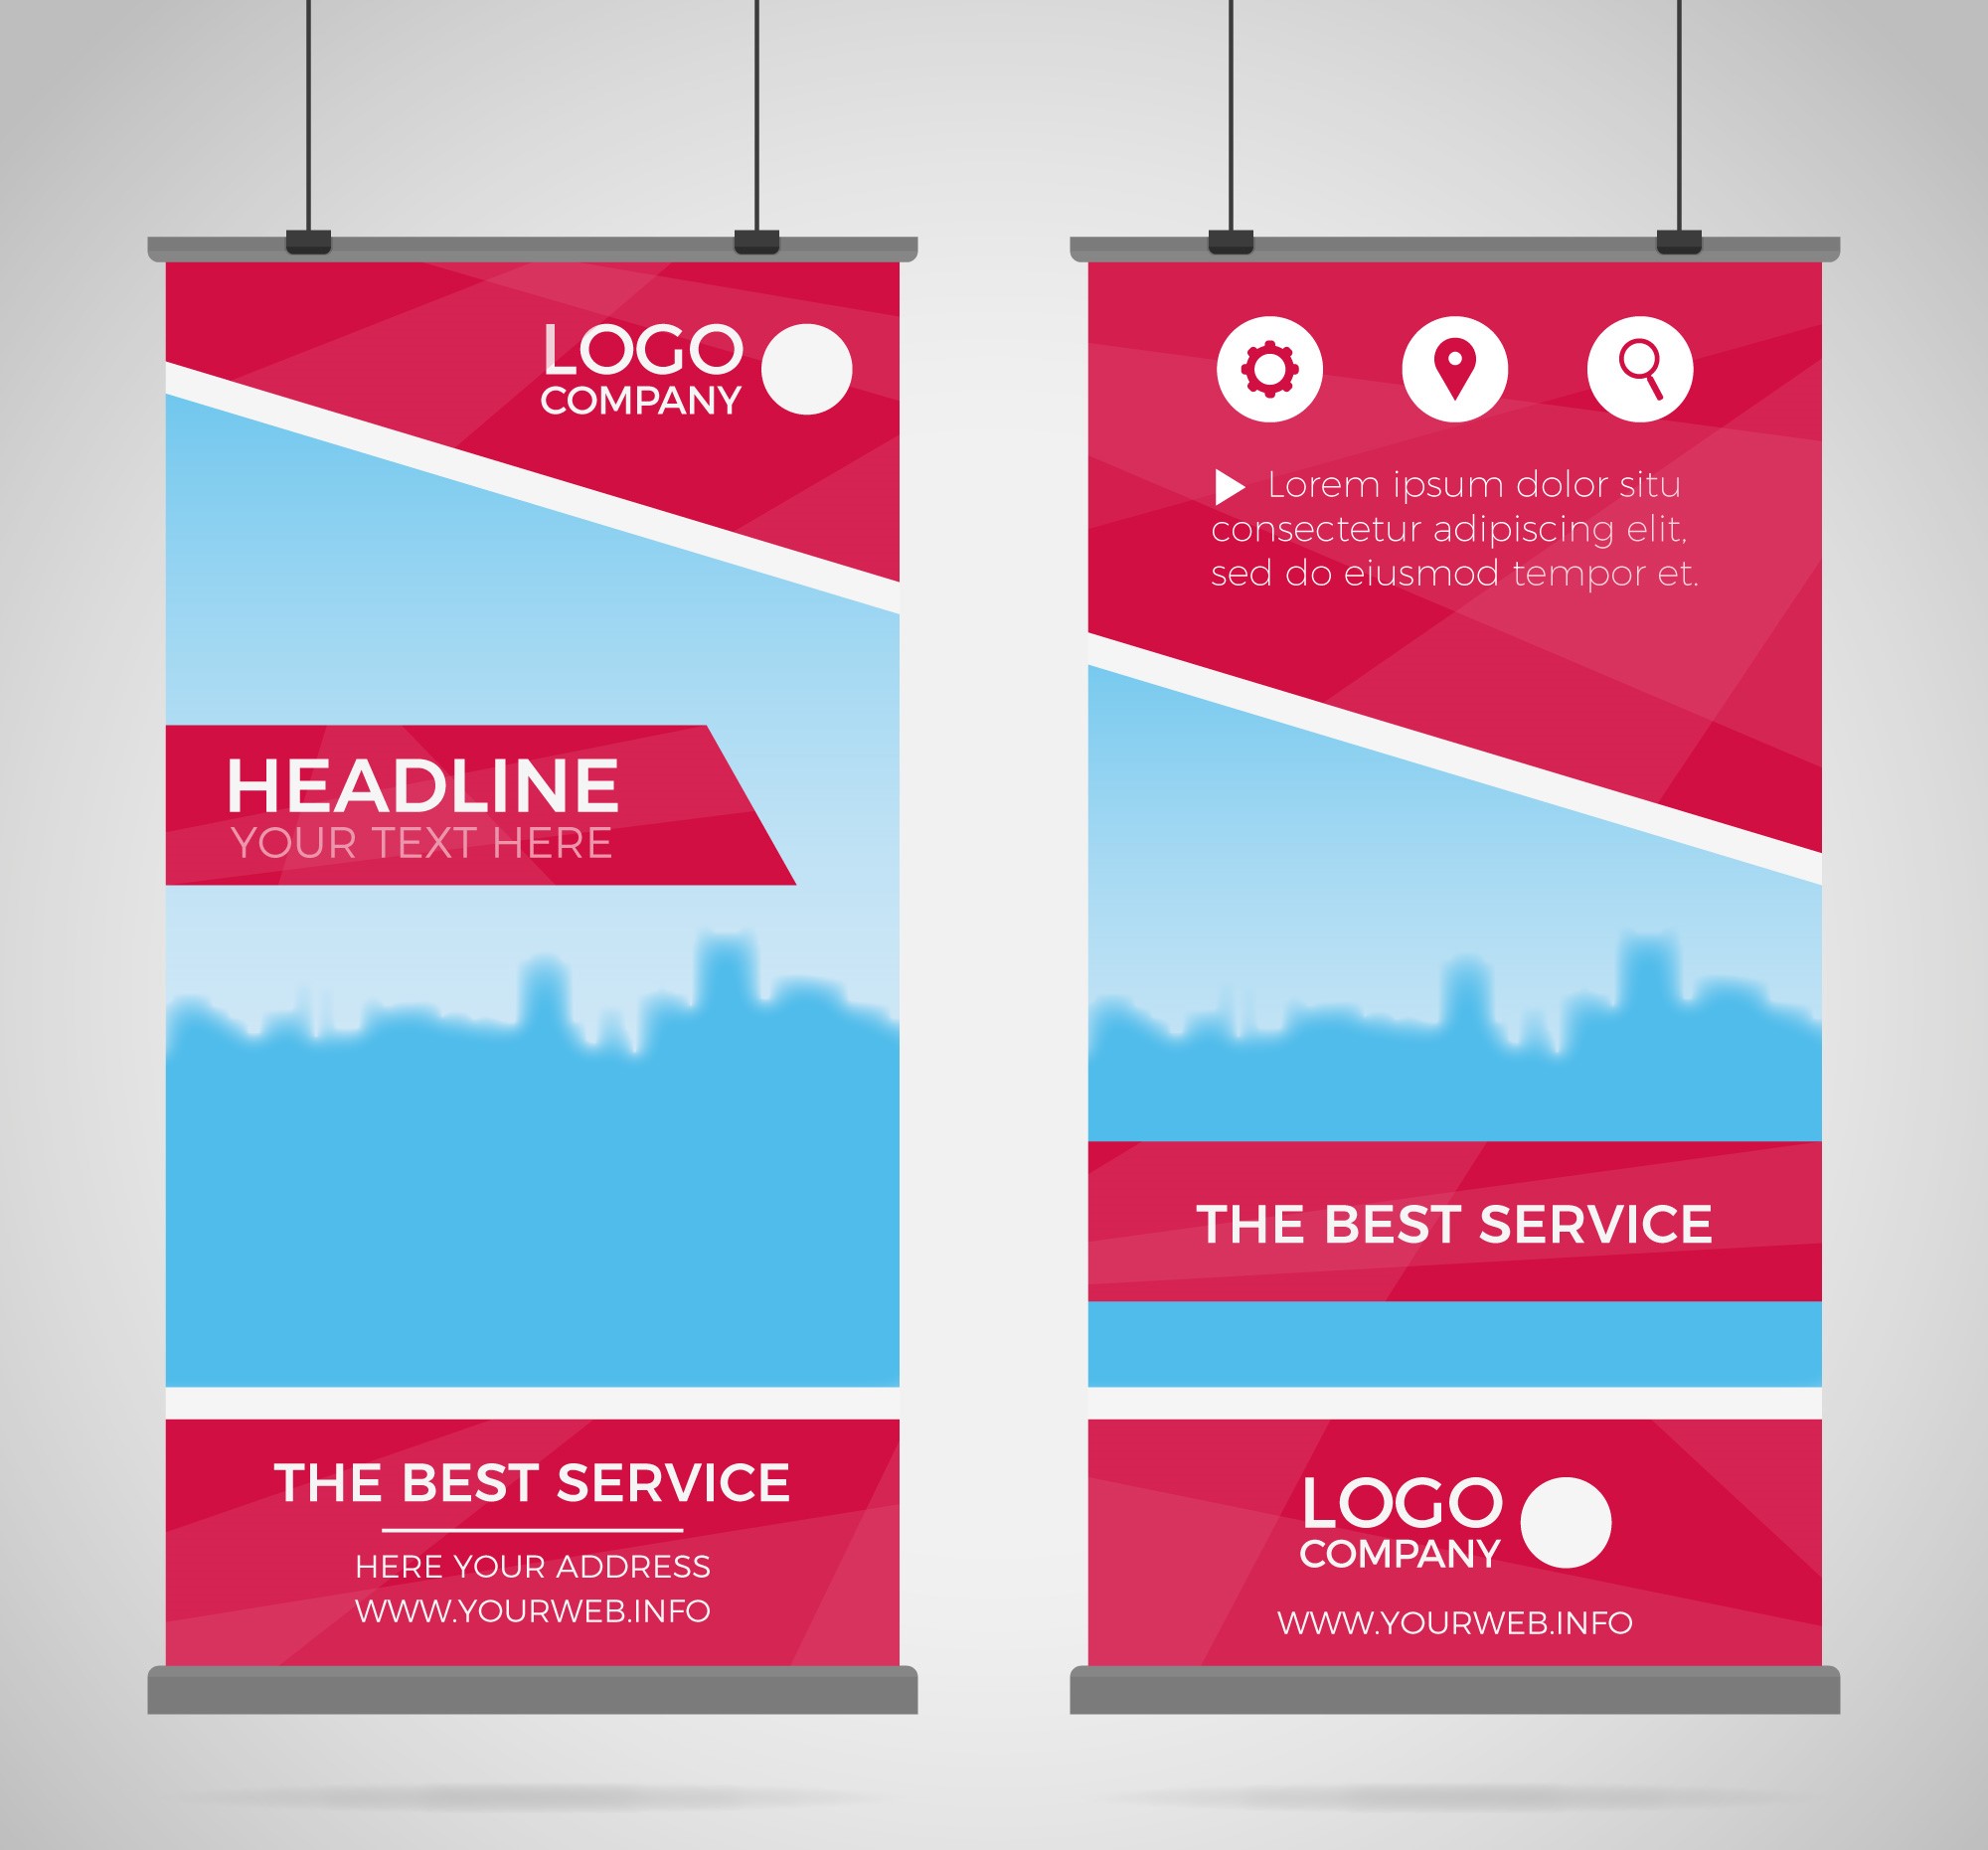 LOGO
COMPANY
HEADLINE
YOUR TEXT HERE
THE BEST SERVICE
HERE YOUR ADDRESS
WWW.YOURWEB.INFO
Lorem ipsum dolor situ
consectetur adipiscing elit,
sed do eiusmod tempor et.
THE BEST SERVICE
LOGO
COMPANY
WWW.YOURWEB.INFO